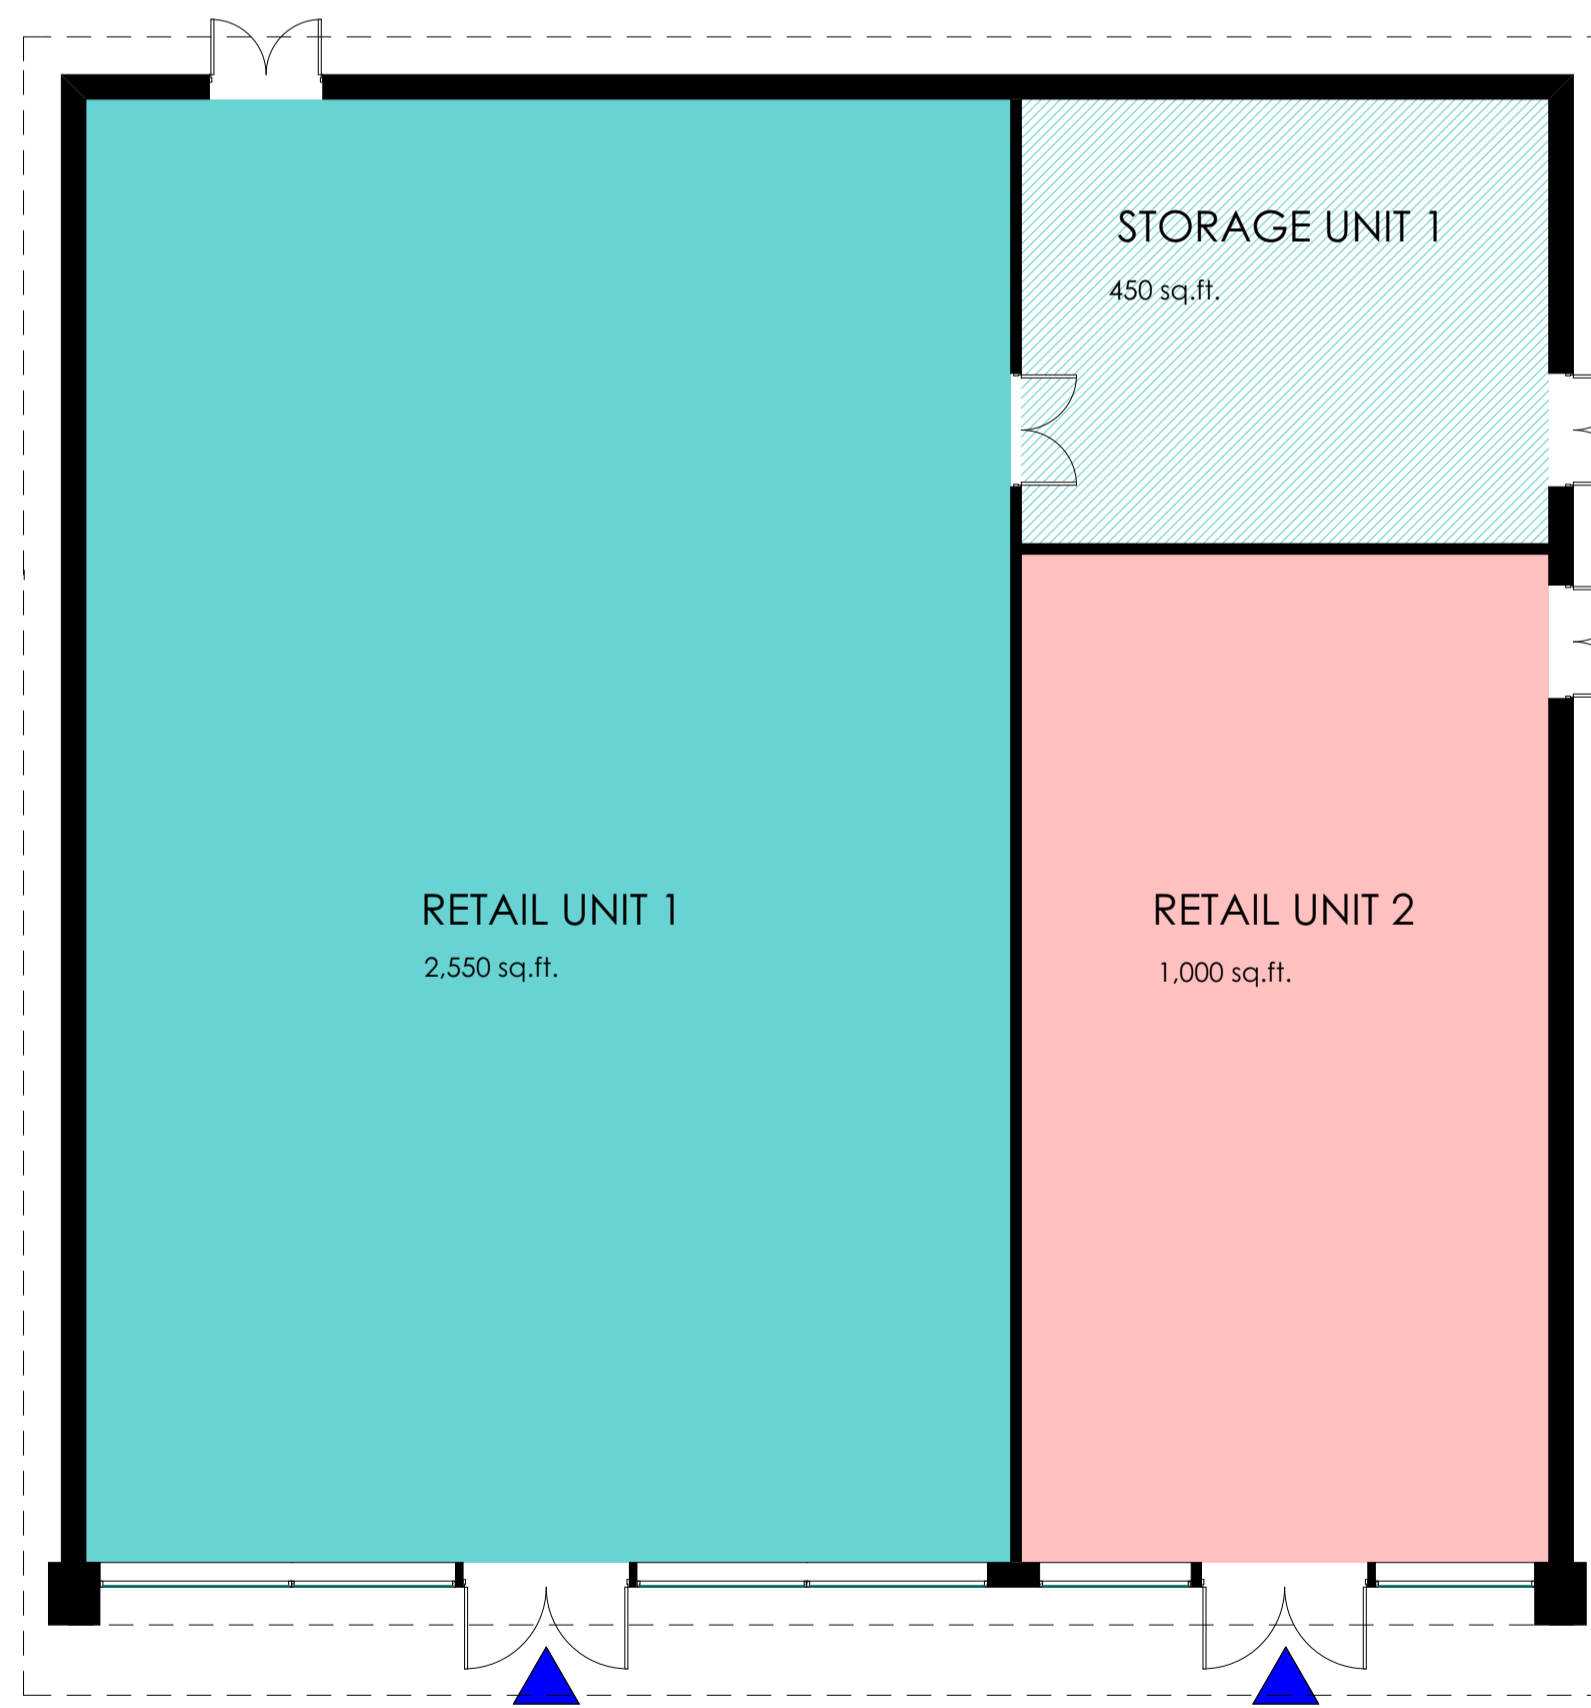 STORAGE UNIT 1
450 sq.ft.
RETAIL UNIT 1
2,550 sq.ft.
RETAIL UNIT 2
1,000 sq.ft.